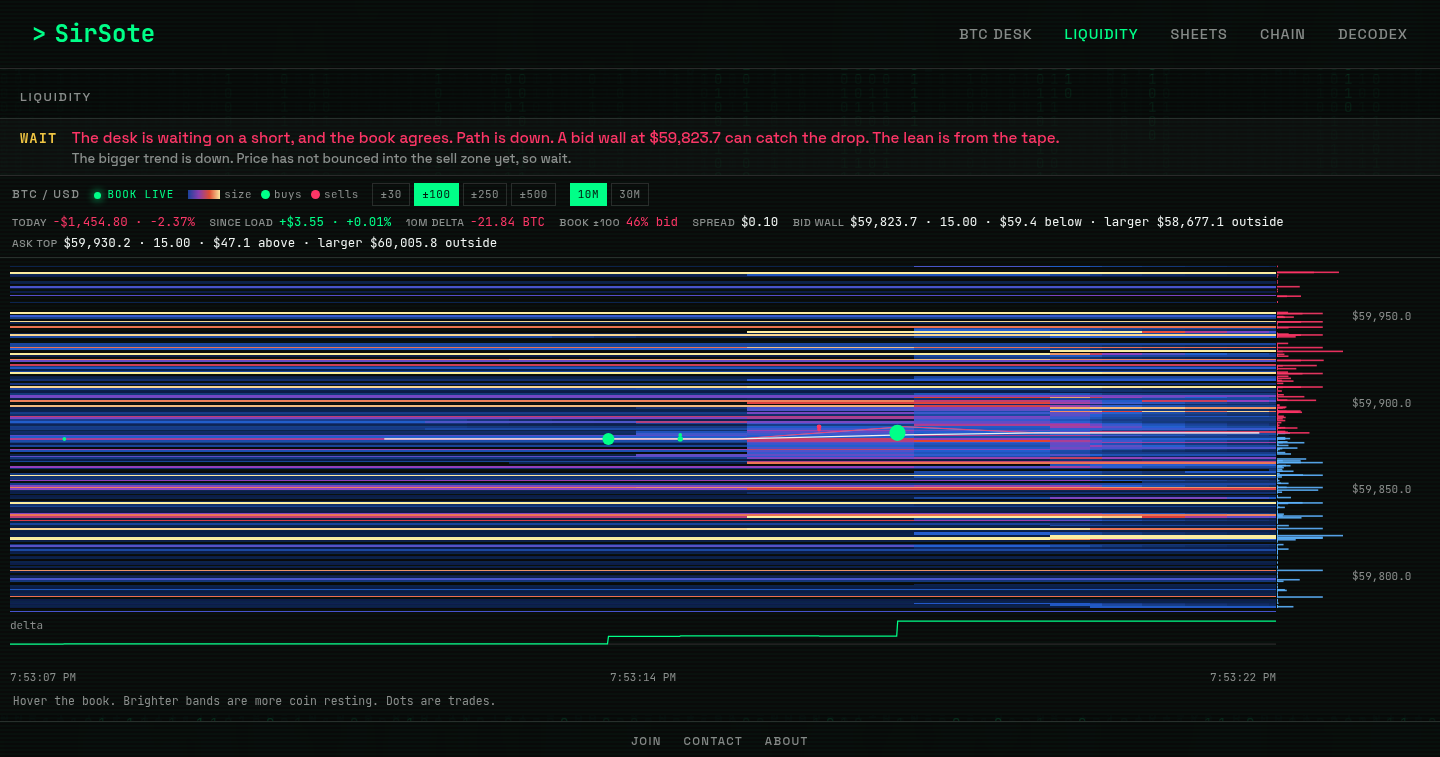 > SirSote
BTC DESK LIQUIDITY SHEETS CHAIN DECODEX
LIQUIDITY
WAIT The desk is waiting on a short, and the book agrees. Path is down. A bid wall at $59,823.7 can catch the drop. The lean is from the tape.
The bigger trend is down. Price has not bounced into the sell zone yet, so wait.
BTC / USD BOOK LIVE size buys sells ±30 ±100 ±250 ±500 10M 30M
TODAY -$1,454.80 · -2.37% SINCE LOAD +$3.55 · +0.01% 10M DELTA -21.84 BTC BOOK ±100 46% bid SPREAD $0.10 BID WALL $59,823.7 · 15.00 · $59.4 below · larger $58,677.1 outside
ASK TOP $59,930.2 · 15.00 · $47.1 above · larger $60,005.8 outside
$59,950.0
$59,900.0
$59,850.0
$59,800.0
delta
7:53:07 PM 7:53:14 PM 7:53:22 PM
Hover the book. Brighter bands are more coin resting. Dots are trades.
JOIN CONTACT ABOUT